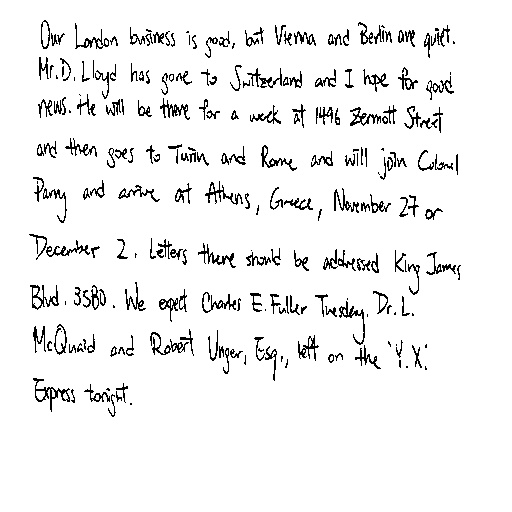 Our London business is good, but Vienna and Berlin are quiet.
Mr. D. Lloyd has gone to Switzerland and I hope for good
news. He will be there for a week at 1496 Zermott Street
and then goes to Turin and Rome and will join Colonel
Parry and arrive at Athens, Greece, November 27 or
December 2. Letters there should be addressed King James
Blvd. 3580. We expect Charles E. Fuller Tuesday. Dr. L.
McQuaid and Robert Unger, Esq., left on the 'Y. X.'
Express tonight.